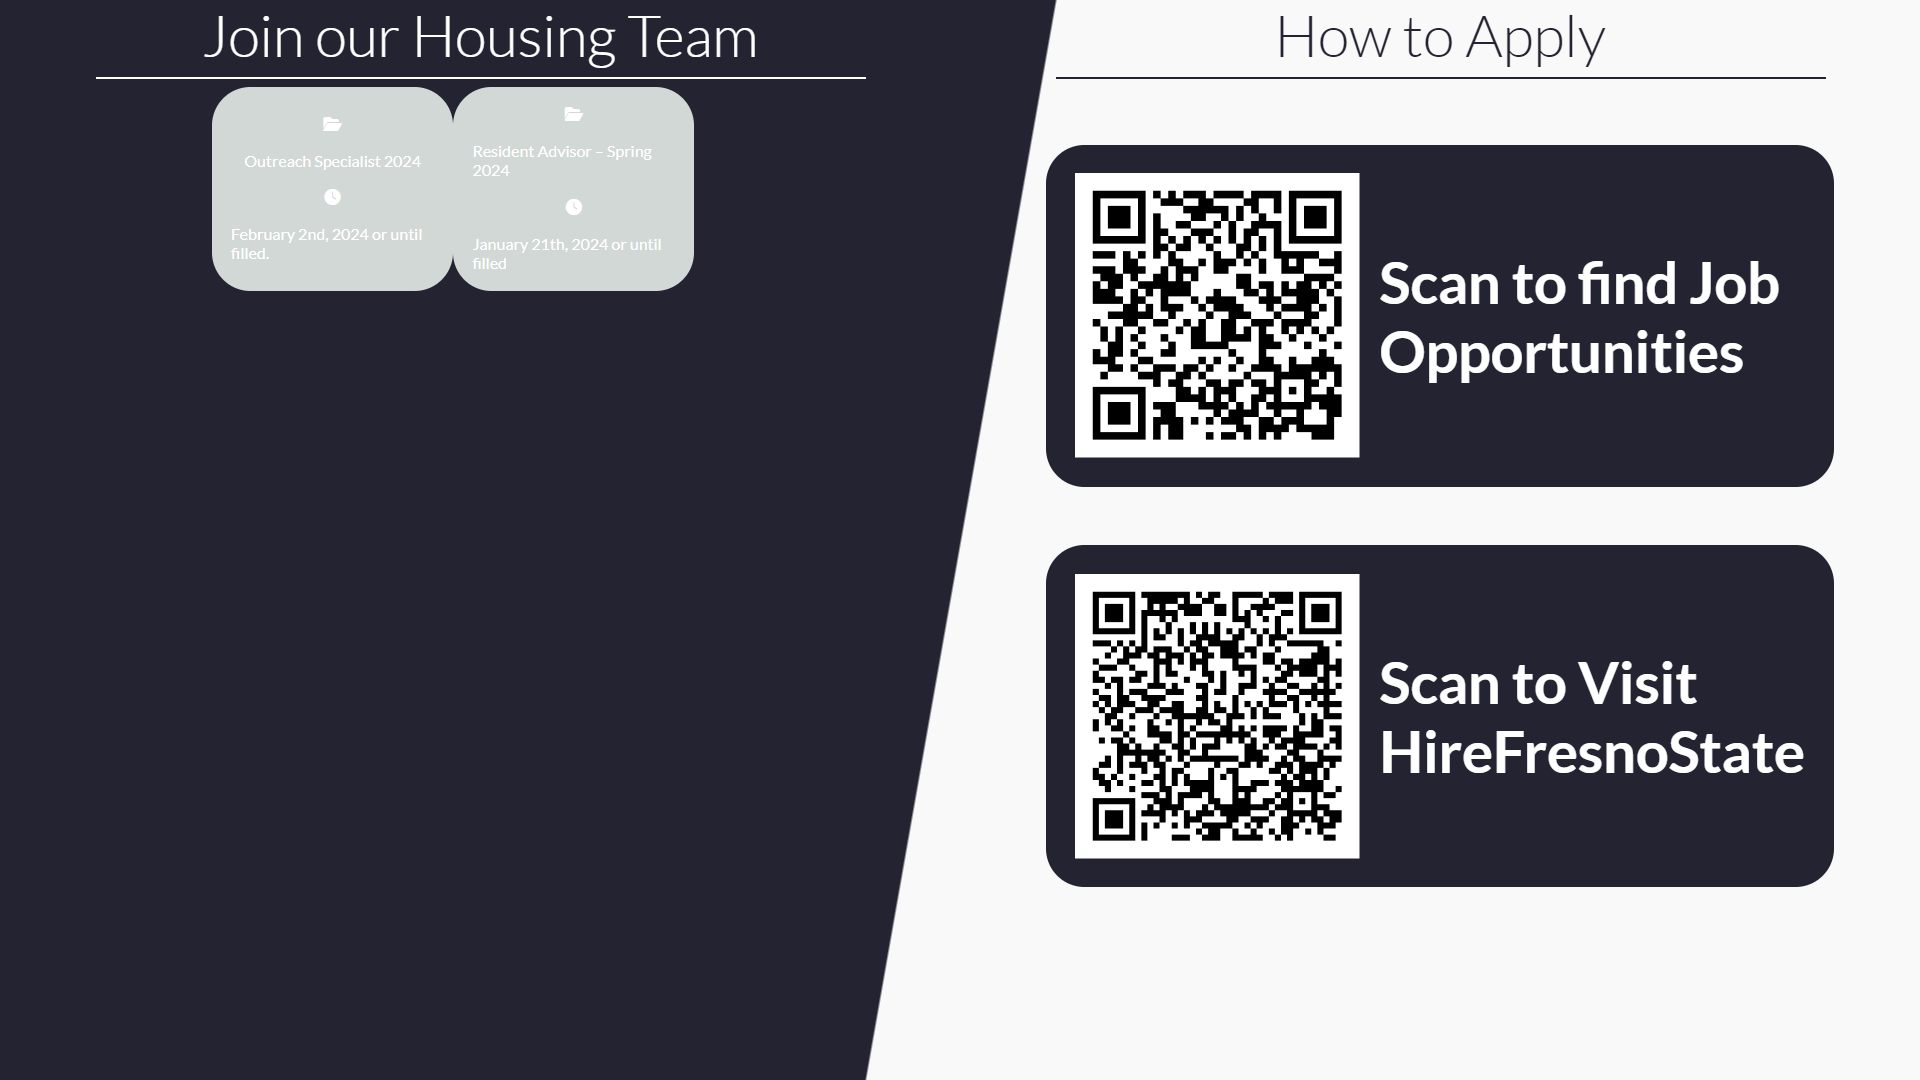 Join our Housing Team
Outreach Specialist 2024
February 2nd, 2024 or until
filled.
Resident Advisor – Spring
2024
January 21th, 2024 or until
filled
How to Apply
Scan to find Job
Opportunities
Scan to Visit
HireFresnoState